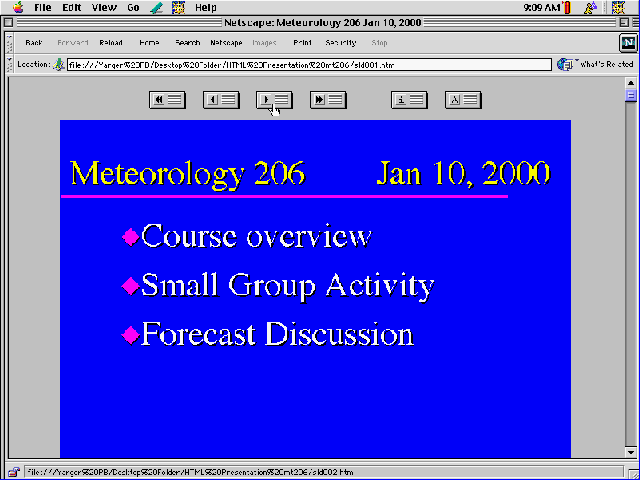 File Edit View Go Help 9:09 AM
Netscape: Meteorology 206 Jan 10, 2000
Back Forward Reload Home Search Netscape Images Print Security Stop
Location: file:///Yanger%20PB/Desktop%20Folder/HTML%20Presentation%20mt206/sld001.htm What's Related
Meteorology 206 Jan 10, 2000
Course overview
Small Group Activity
Forecast Discussion
file:///Yanger%20PB/Desktop%20Folder/HTML%20Presentation%20mt206/sld002.htm